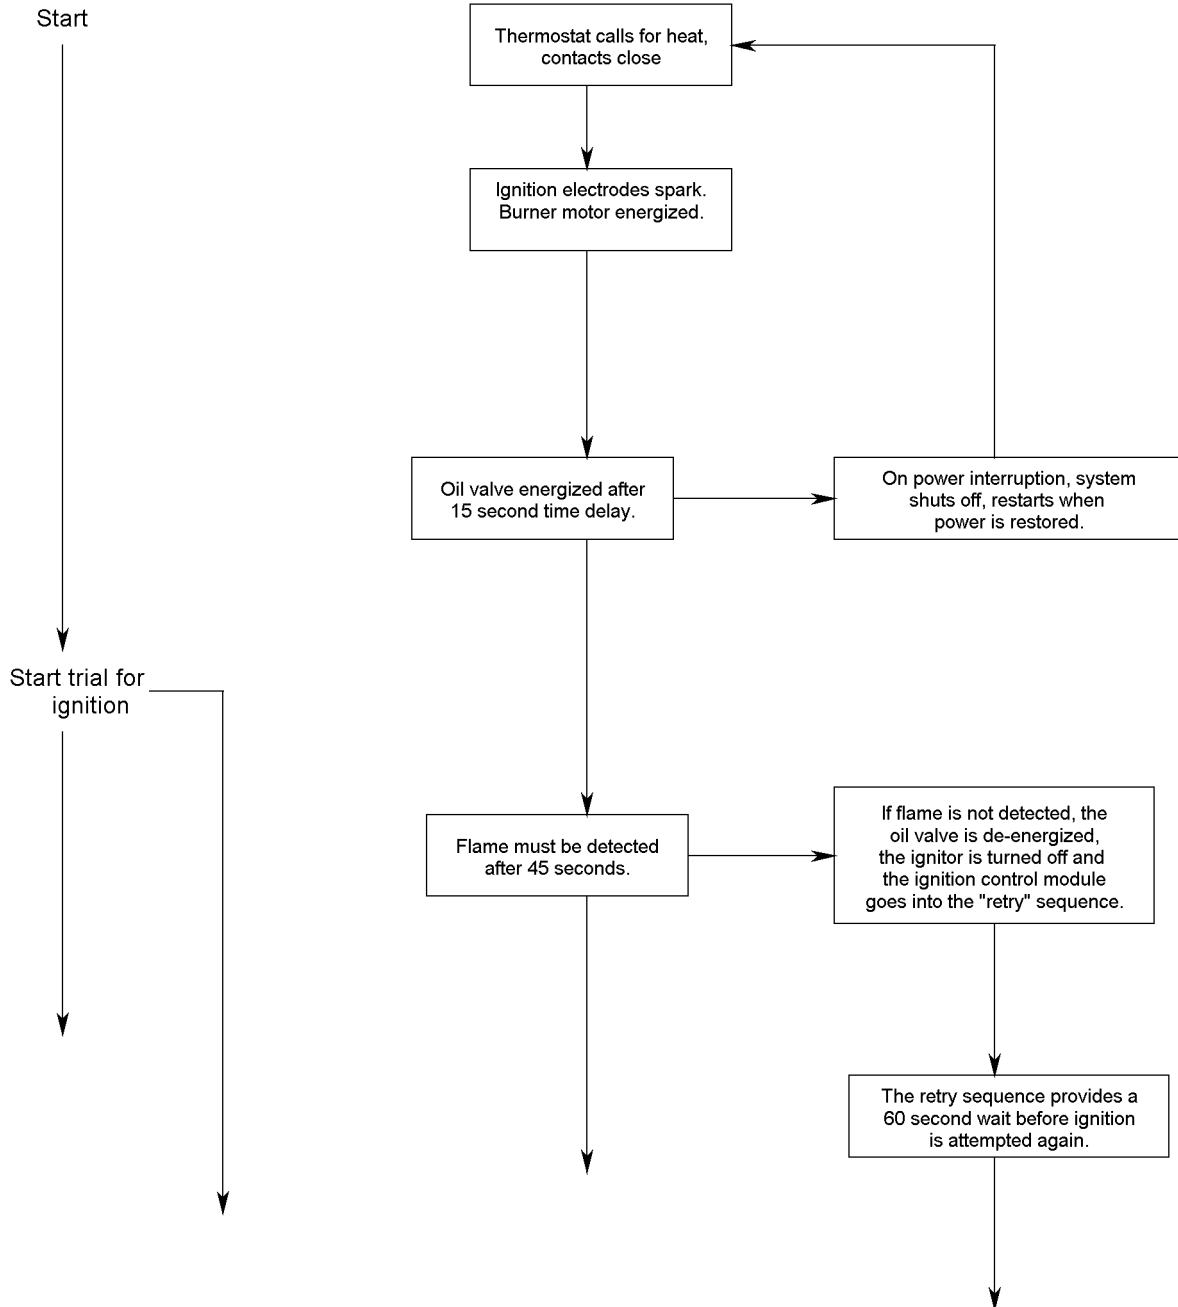 Start
Thermostat calls for heat,
contacts close
Ignition electrodes spark.
Burner motor energized.
Oil valve energized after
15 second time delay.
On power interruption, system
shuts off, restarts when
power is restored.
Start trial for
ignition
Flame must be detected
after 45 seconds.
If flame is not detected, the
oil valve is de-energized,
the ignitor is turned off and
the ignition control module
goes into the "retry" sequence.
The retry sequence provides a
60 second wait before ignition
is attempted again.